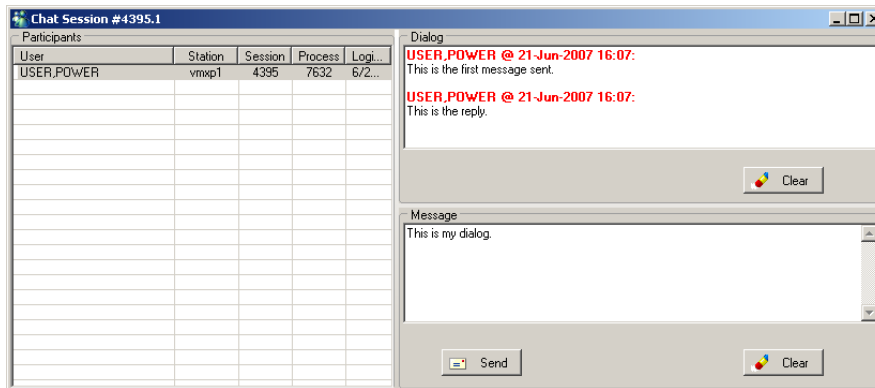 Chat Session #4395.1
Participants
User Station Session Process Logi...
USER,POWER vmxp1 4395 7632 6/2...
Dialog
USER,POWER @ 21-Jun-2007 16:07:
This is the first message sent.
USER,POWER @ 21-Jun-2007 16:07:
This is the reply.
Clear
Message
This is my dialog.
Send Clear